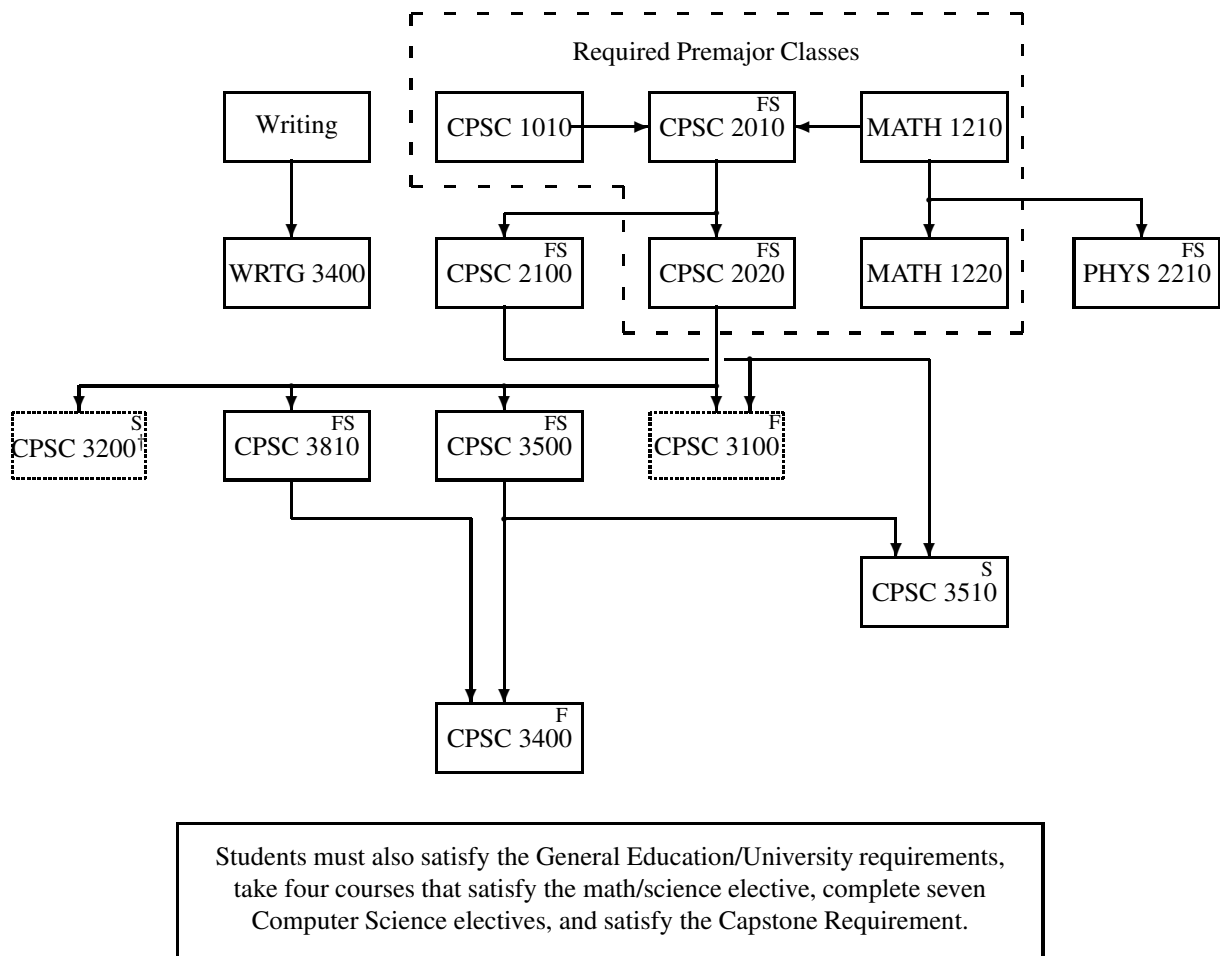 Required Premajor Classes
Writing
CPSC 1010
FS
CPSC 2010
MATH 1210
WRTG 3400
FS
CPSC 2100
FS
CPSC 2020
MATH 1220
FS
PHYS 2210
S
CPSC 3200†
FS
CPSC 3810
FS
CPSC 3500
F
CPSC 3100
S
CPSC 3510
F
CPSC 3400
Students must also satisfy the General Education/University requirements,
take four courses that satisfy the math/science elective, complete seven
Computer Science electives, and satisfy the Capstone Requirement.